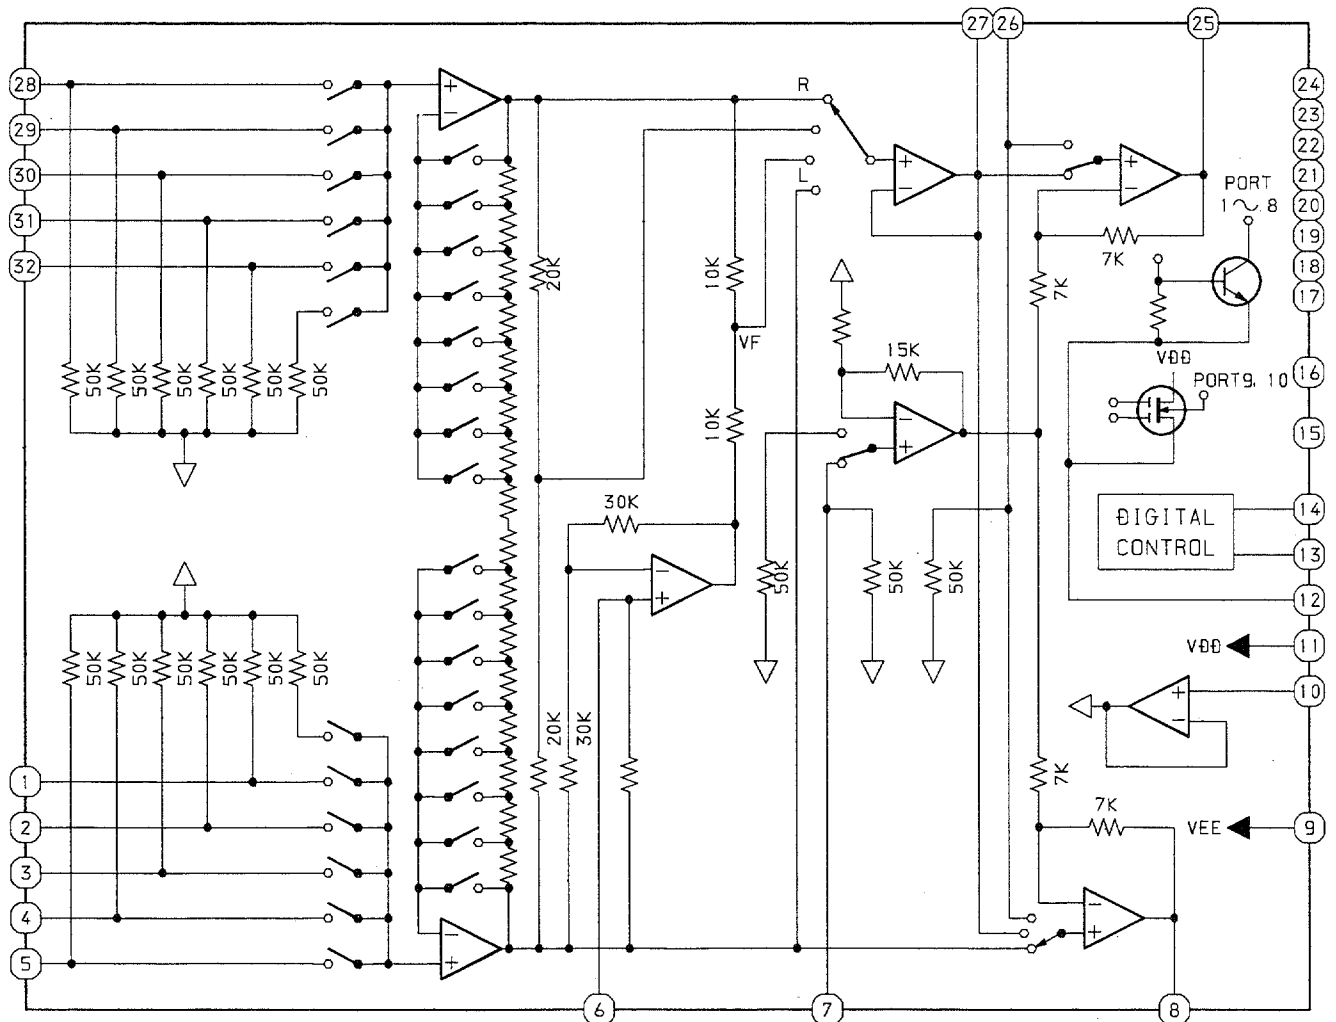 27 26 25
28 + R 24
29 − 23
30 L + + 22
31 − − PORT 21
32 1〜8 20
7K 19
20K 10K 7K 18
17
VF VDD
15K 16
50K 50K 50K 50K 50K 50K PORT9, 10
10K − 15
+
30K DIGITAL 14
CONTROL 13
− 50K 50K 50K
+ 12
VDD 11
50K 50K 50K 50K 50K 50K + 10
20K 30K −
1 7K
2 7K VEE 9
3
4 − −
5 + +
6 7 8